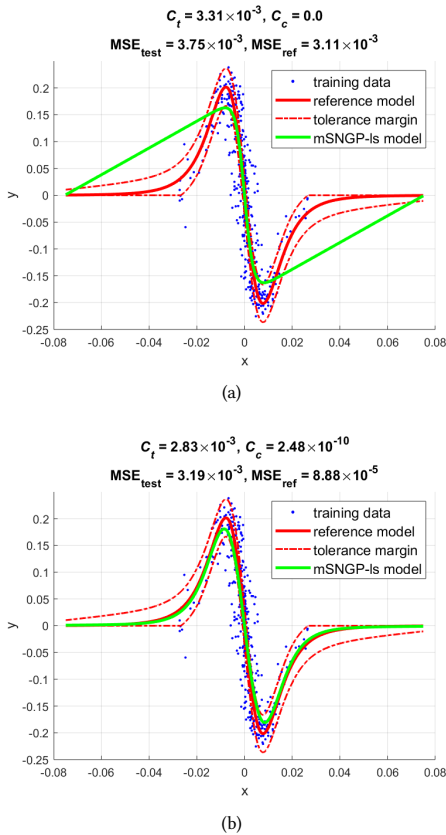 C_t = 3.31×10⁻³, C_c = 0.0
MSE_test = 3.75×10⁻³, MSE_ref = 3.11×10⁻³
training data
reference model
tolerance margin
mSNGP-ls model
0.2
0.15
0.1
0.05
0
-0.05
-0.1
-0.15
-0.2
-0.25
y
-0.08 -0.06 -0.04 -0.02 0 0.02 0.04 0.06 0.08
x
(a)
C_t = 2.83×10⁻³, C_c = 2.48×10⁻¹⁰
MSE_test = 3.19×10⁻³, MSE_ref = 8.88×10⁻⁵
training data
reference model
tolerance margin
mSNGP-ls model
0.2
0.15
0.1
0.05
0
-0.05
-0.1
-0.15
-0.2
-0.25
y
-0.08 -0.06 -0.04 -0.02 0 0.02 0.04 0.06 0.08
x
(b)